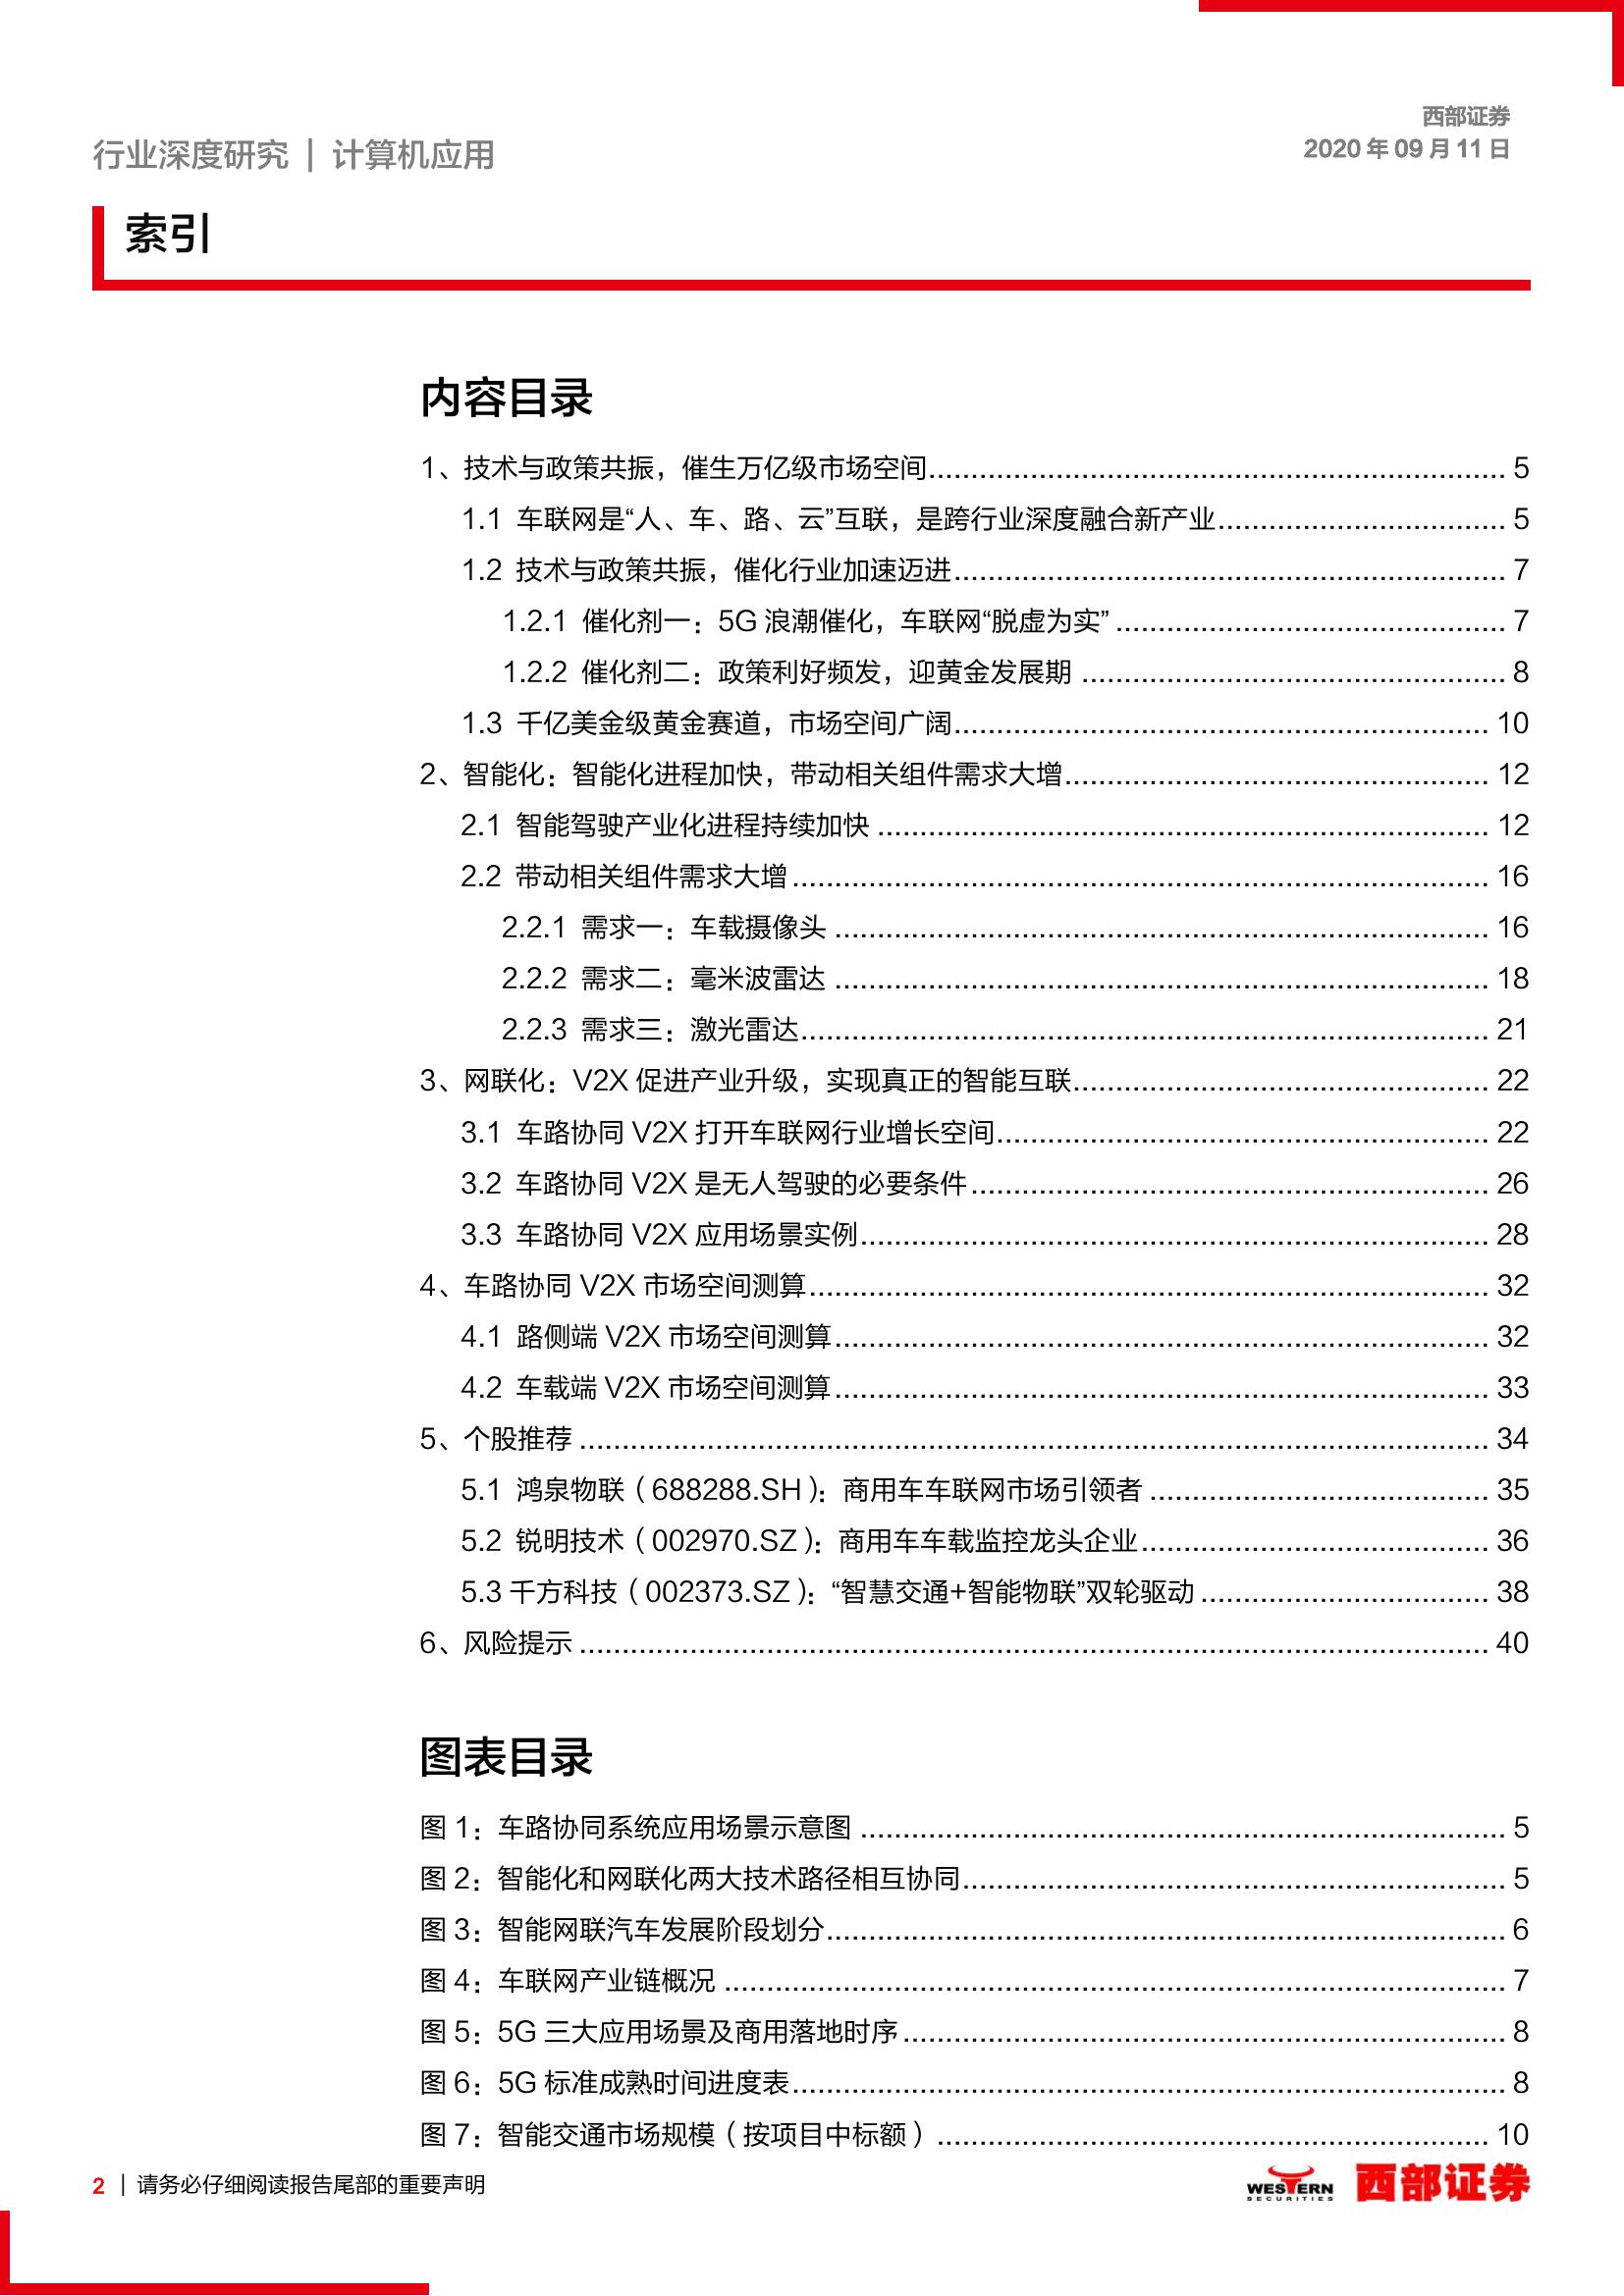 西部证券
行业深度研究 | 计算机应用
2020 年 09 月 11 日
索引
内容目录
1、技术与政策共振，催生万亿级市场空间........ 5
1.1 车联网是“人、车、路、云”互联，是跨行业深度融合新产业........ 5
1.2 技术与政策共振，催化行业加速迈进........ 7
1.2.1 催化剂一：5G 浪潮催化，车联网“脱虚为实”........ 7
1.2.2 催化剂二：政策利好频发，迎黄金发展期........ 8
1.3 千亿美金级黄金赛道，市场空间广阔........ 10
2、智能化：智能化进程加快，带动相关组件需求大增........ 12
2.1 智能驾驶产业化进程持续加快........ 12
2.2 带动相关组件需求大增........ 16
2.2.1 需求一：车载摄像头........ 16
2.2.2 需求二：毫米波雷达........ 18
2.2.3 需求三：激光雷达........ 21
3、网联化：V2X 促进产业升级，实现真正的智能互联........ 22
3.1 车路协同 V2X 打开车联网行业增长空间........ 22
3.2 车路协同 V2X 是无人驾驶的必要条件........ 26
3.3 车路协同 V2X 应用场景实例........ 28
4、车路协同 V2X 市场空间测算........ 32
4.1 路侧端 V2X 市场空间测算........ 32
4.2 车载端 V2X 市场空间测算........ 33
5、个股推荐........ 34
5.1 鸿泉物联（688288.SH）：商用车车联网市场引领者........ 35
5.2 锐明技术（002970.SZ）：商用车车载监控龙头企业........ 36
5.3 千方科技（002373.SZ）：“智慧交通+智能物联”双轮驱动........ 38
6、风险提示........ 40
图表目录
图 1：车路协同系统应用场景示意图........ 5
图 2：智能化和网联化两大技术路径相互协同........ 5
图 3：智能网联汽车发展阶段划分........ 6
图 4：车联网产业链概况........ 7
图 5：5G 三大应用场景及商用落地时序........ 8
图 6：5G 标准成熟时间进度表........ 8
图 7：智能交通市场规模（按项目中标额）........ 10
2 | 请务必仔细阅读报告尾部的重要声明
WESTERN
SECURITIES
西部证券